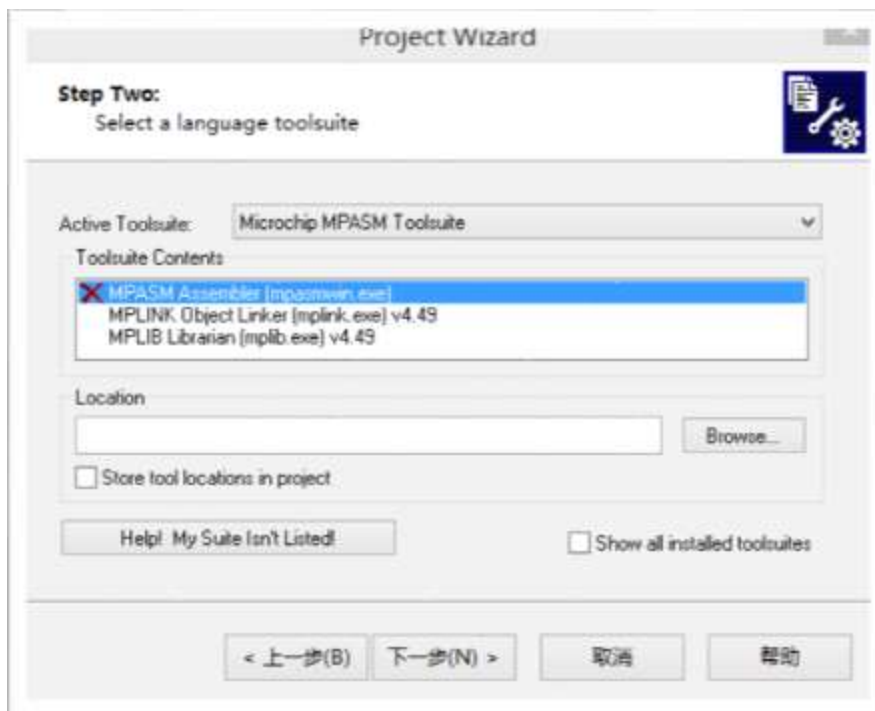 Project Wizard
Step Two:
Select a language toolsuite
Active Toolsuite: Microchip MPASM Toolsuite
Toolsuite Contents
MPASM Assembler (mpasmwin.exe)
MPLINK Object Linker (mplink.exe) v4.49
MPLIB Librarian (mplib.exe) v4.49
Location
Browse...
Store tool locations in project
Help! My Suite Isn't Listed!
Show all installed toolsuites
< 上一步(B) 下一步(N) > 取消 帮助